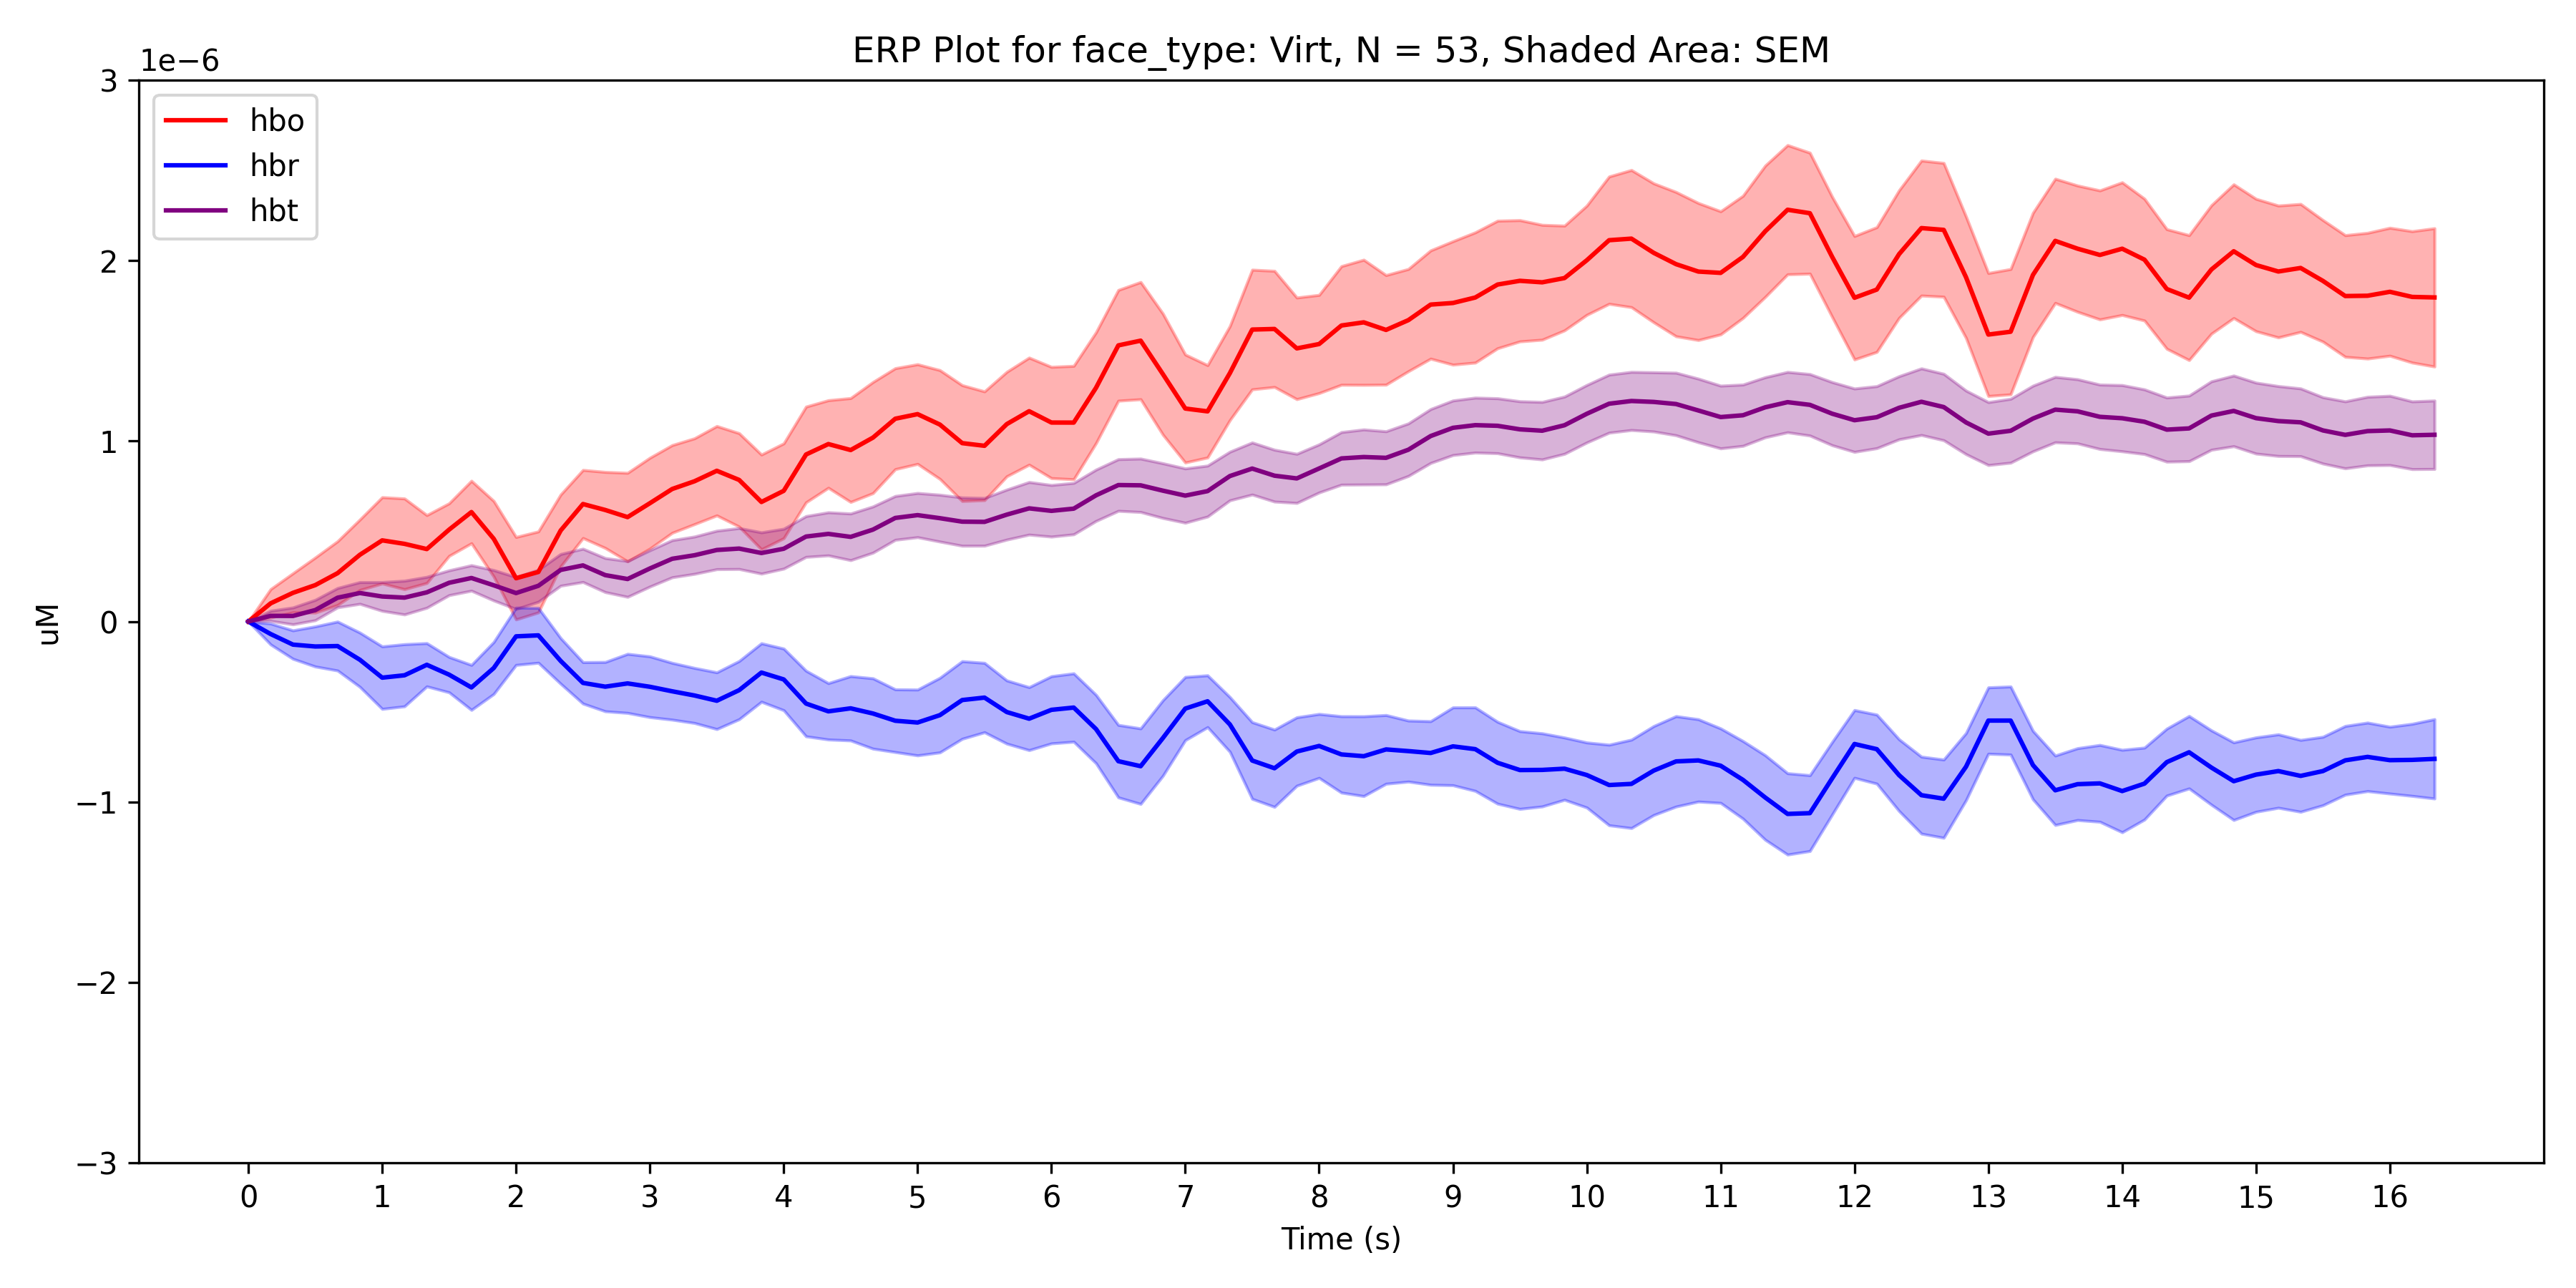 ERP Plot for face_type: Virt, N = 53, Shaded Area: SEM
1e−6
hbo
hbr
hbt
3
2
1
0
−1
−2
−3
uM
0 1 2 3 4 5 6 7 8 9 10 11 12 13 14 15 16
Time (s)